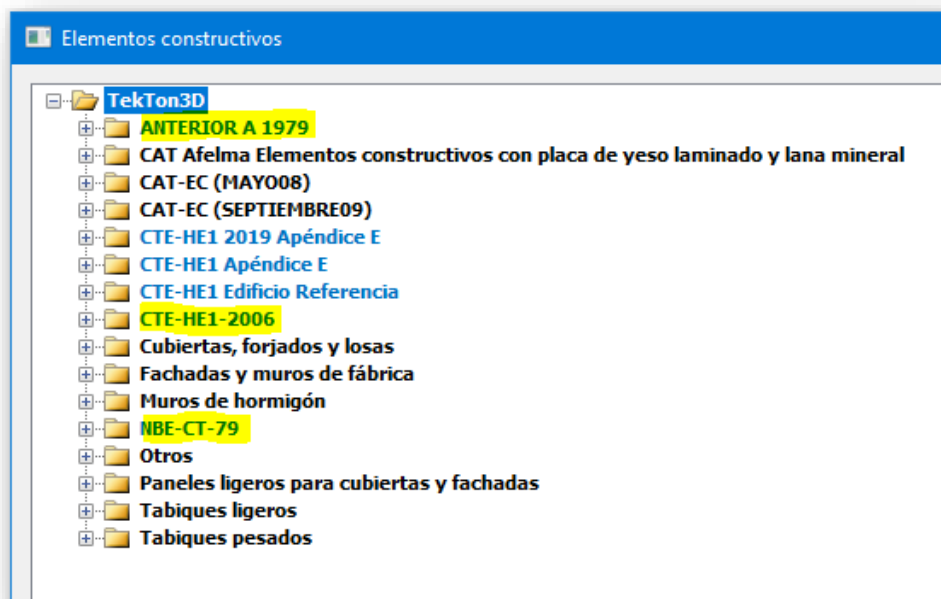 Elementos constructivos
TekTon3D
ANTERIOR A 1979
CAT Afelma Elementos constructivos con placa de yeso laminado y lana mineral
CAT-EC (MAYO08)
CAT-EC (SEPTIEMBRE09)
CTE-HE1 2019 Apéndice E
CTE-HE1 Apéndice E
CTE-HE1 Edificio Referencia
CTE-HE1-2006
Cubiertas, forjados y losas
Fachadas y muros de fábrica
Muros de hormigón
NBE-CT-79
Otros
Paneles ligeros para cubiertas y fachadas
Tabiques ligeros
Tabiques pesados